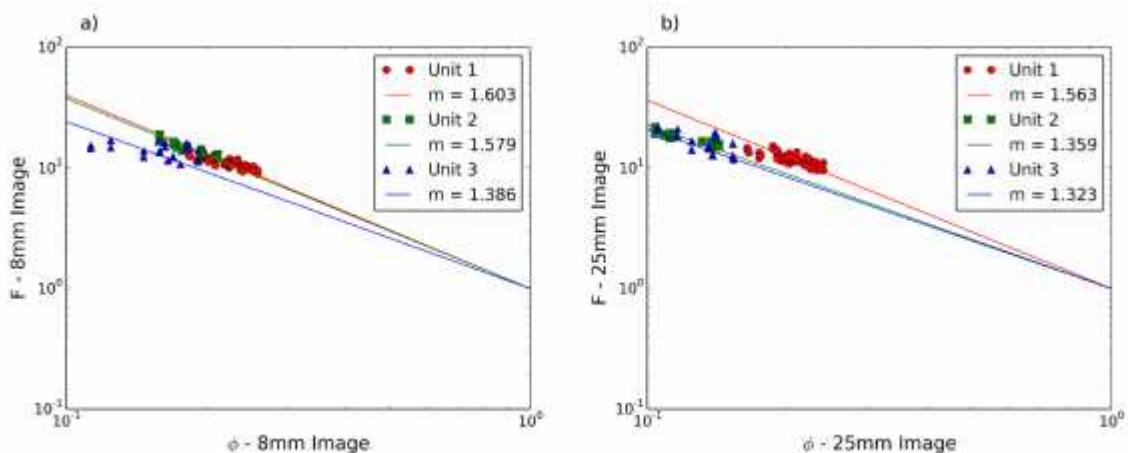 a)
10²
10¹
10⁰
10⁻¹
F - 8mm Image
Unit 1
m = 1.603
Unit 2
m = 1.579
Unit 3
m = 1.386
10⁻¹
10⁰
ϕ - 8mm Image
b)
10²
10¹
10⁰
10⁻¹
F - 25mm Image
Unit 1
m = 1.563
Unit 2
m = 1.359
Unit 3
m = 1.323
10⁻¹
10⁰
ϕ - 25mm Image